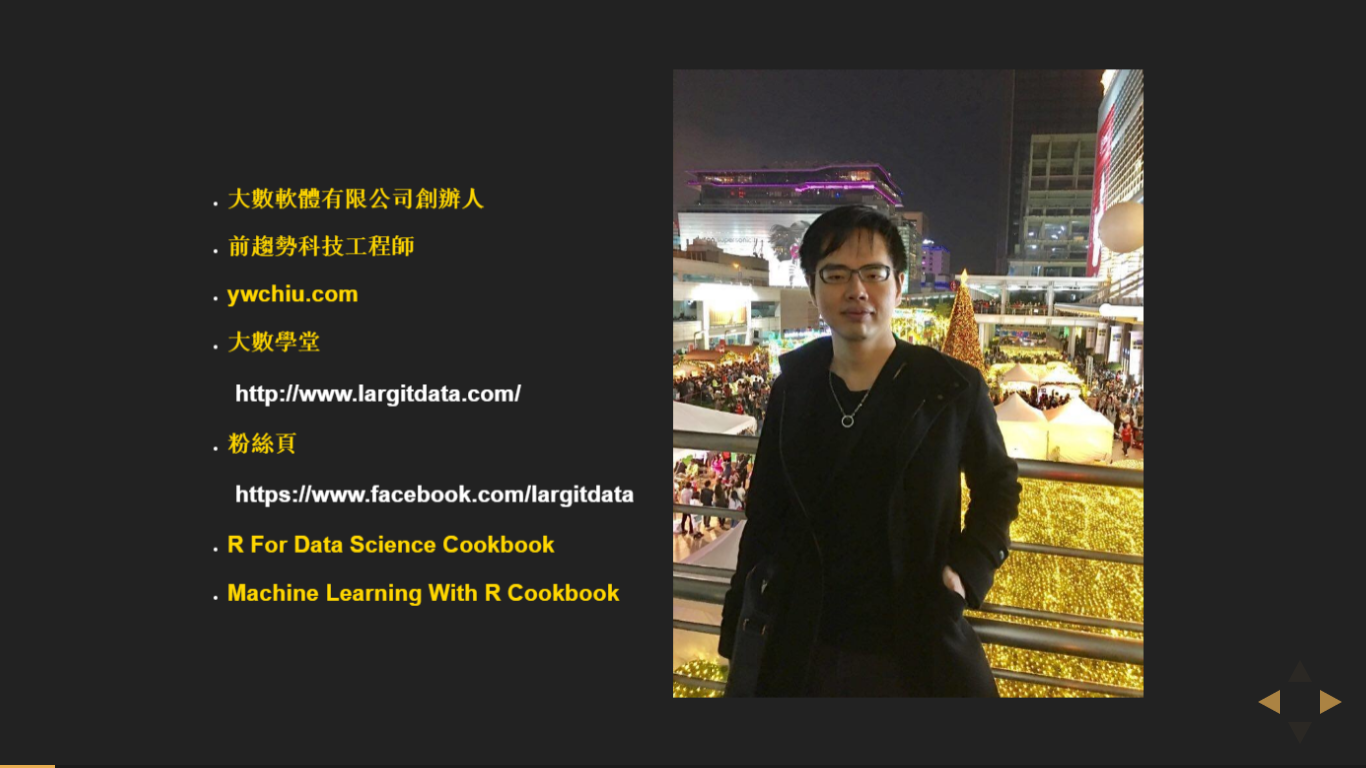 大數軟體有限公司創辦人
前趨勢科技工程師
ywchiu.com
大數學堂
http://www.largitdata.com/
粉絲頁
https://www.facebook.com/largitdata
R For Data Science Cookbook
Machine Learning With R Cookbook